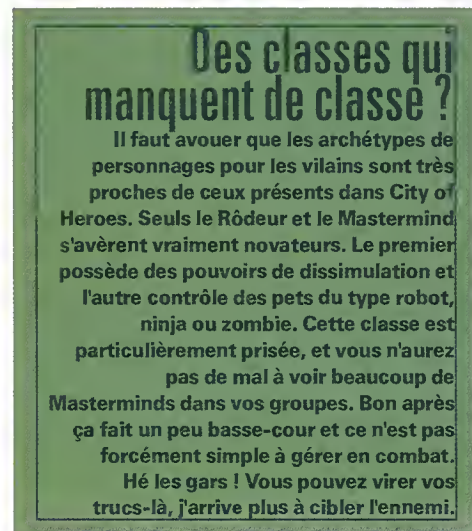 Des classes qui
manquent de classe ?
Il faut avouer que les archétypes de
personnages pour les vilains sont très
proches de ceux présents dans City of
Heroes. Seuls le Rôdeur et le Mastermind
s'avèrent vraiment novateurs. Le premier
possède des pouvoirs de dissimulation et
l'autre contrôle des pets du type robot,
ninja ou zombie. Cette classe est
particulièrement prisée, et vous n'aurez
pas de mal à voir beaucoup de
Masterminds dans vos groupes. Bon après
ça fait un peu basse-cour et ce n'est pas
forcément simple à gérer en combat.
Hé les gars ! Vous pouvez virer vos
trucs-là, j'arrive plus à cibler l'ennemi.